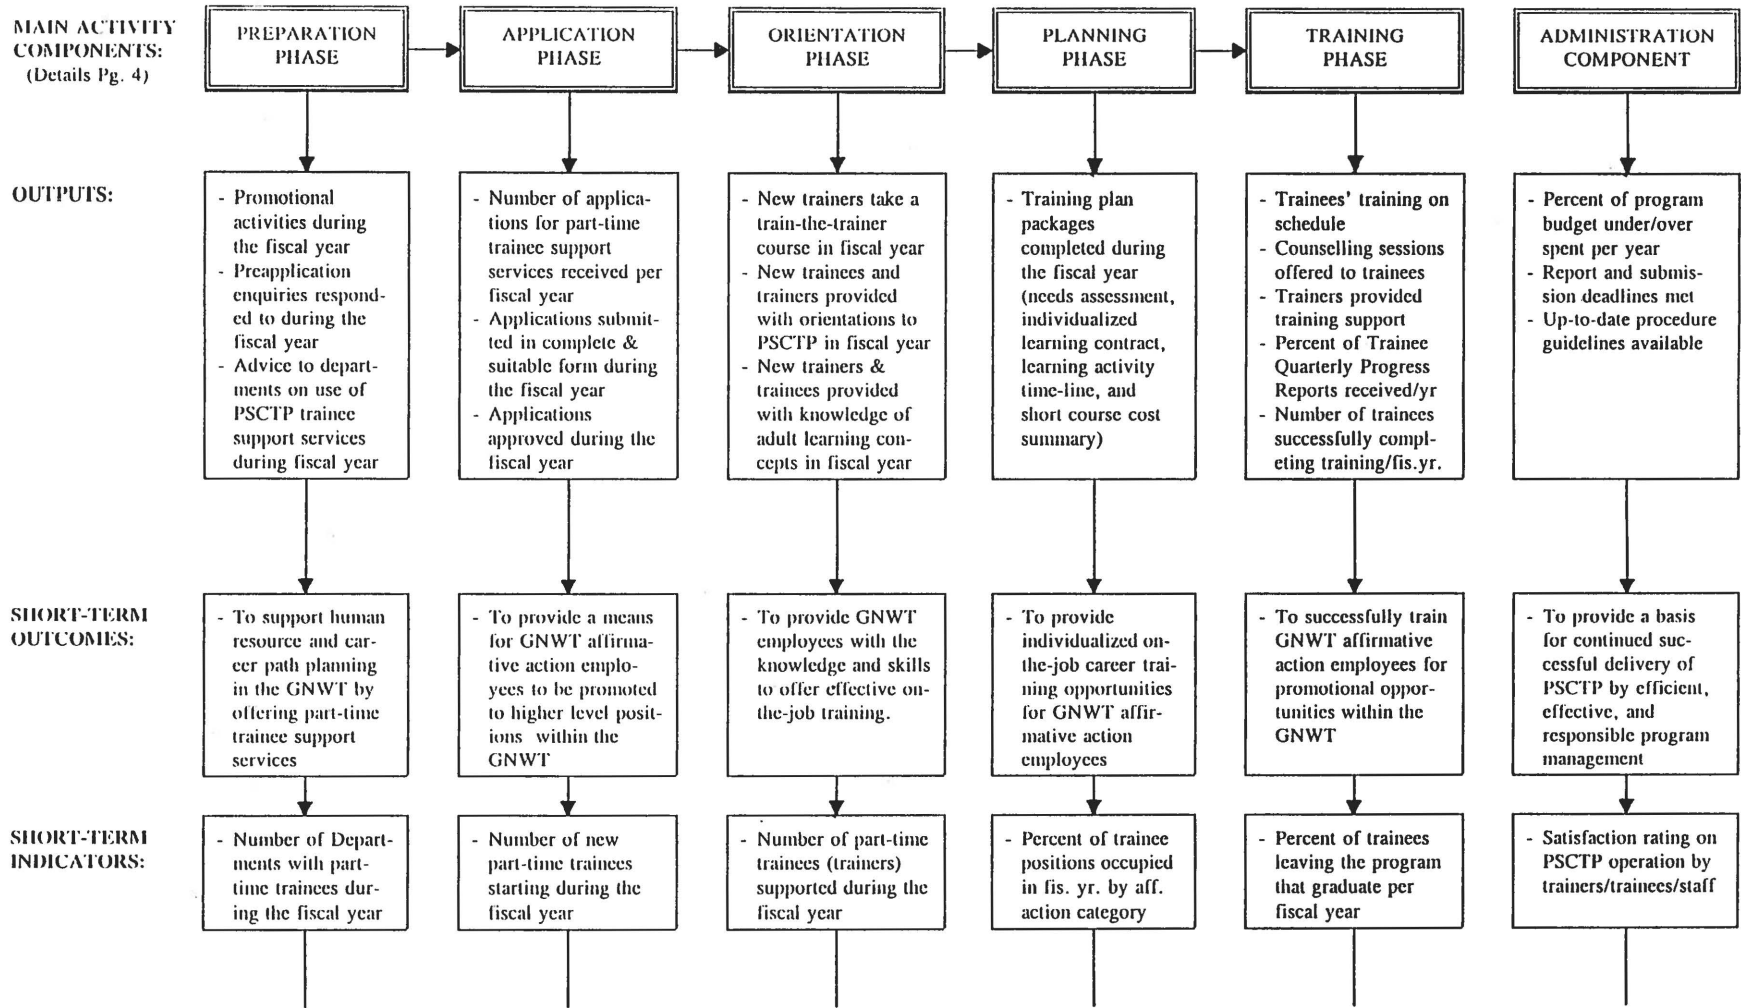 MAIN ACTIVITY
COMPONENTS:
(Details Pg. 4)
PREPARATION
PHASE
APPLICATION
PHASE
ORIENTATION
PHASE
PLANNING
PHASE
TRAINING
PHASE
ADMINISTRATION
COMPONENT
OUTPUTS:
- Promotional
activities during
the fiscal year
- Preapplication
enquiries respond-
ed to during the
fiscal year
- Advice to depart-
ments on use of
PSCTP trainee
support services
during fiscal year
- Number of applica-
tions for part-time
trainee support
services received per
fiscal year
- Applications submit-
ted in complete &
suitable form during
the fiscal year
- Applications
approved during the
fiscal year
- New trainers take a
train-the-trainer
course in fiscal year
- New trainees and
trainers provided
with orientations to
PSCTP in fiscal year
- New trainers &
trainees provided
with knowledge of
adult learning con-
cepts in fiscal year
- Training plan
packages
completed during
the fiscal year
(needs assessment,
individualized
learning contract,
learning activity
time-line, and
short course cost
summary)
- Trainees' training on
schedule
- Counselling sessions
offered to trainees
- Trainers provided
training support
- Percent of Trainee
Quarterly Progress
Reports received/yr
- Number of trainees
successfully compl-
eting training/fis.yr.
- Percent of program
budget under/over
spent per year
- Report and submis-
sion deadlines met
- Up-to-date procedure
guidelines available
SHORT-TERM
OUTCOMES:
- To support human
resource and car-
eer path planning
in the GNWT by
offering part-time
trainee support
services
- To provide a means
for GNWT affirma-
tive action emplo-
yees to be promoted
to higher level posit-
ions within the
GNWT
- To provide GNWT
employees with the
knowledge and skills
to offer effective on-
the-job training.
- To provide
individualized on-
the-job career trai-
ning opportunities
for GNWT affir-
mative action
employees
- To successfully train
GNWT affirmative
action employees for
promotional oppor-
tunities within the
GNWT
- To provide a basis
for continued suc-
cessful delivery of
PSCTP by efficient,
effective, and
responsible program
management
SHORT-TERM
INDICATORS:
- Number of Depart-
ments with part-
time trainees dur-
ing the fiscal year
- Number of new
part-time trainees
starting during the
fiscal year
- Number of part-time
trainees (trainers)
supported during the
fiscal year
- Percent of trainee
positions occupied
in fis. yr. by aff.
action category
- Percent of trainees
leaving the program
that graduate per
fiscal year
- Satisfaction rating on
PSCTP operation by
trainers/trainees/staff